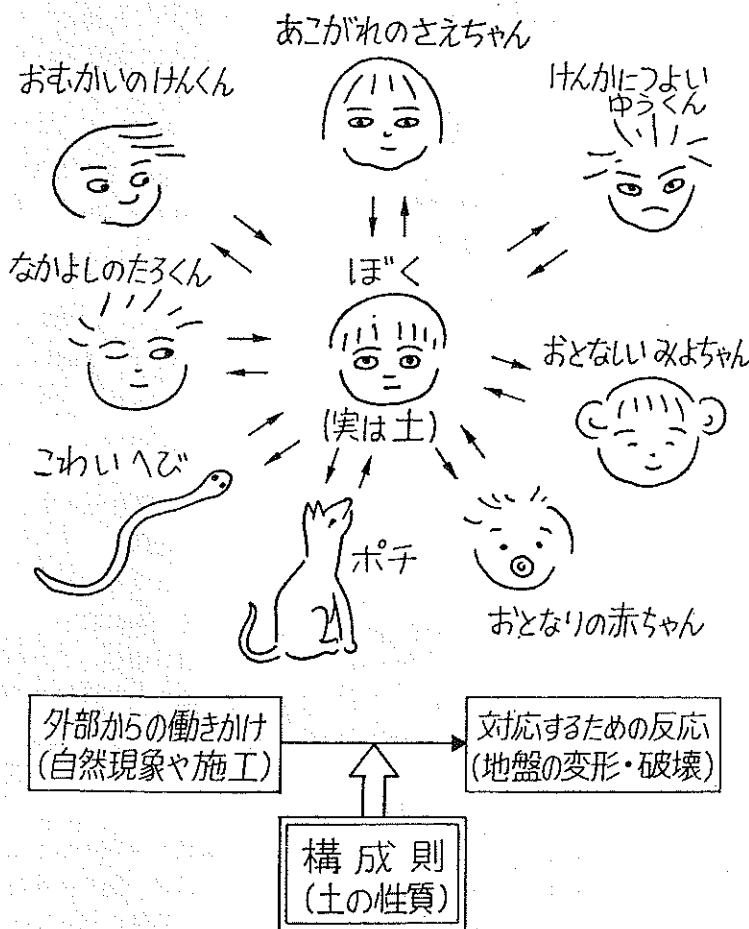 あこがれのさえちゃん
おむかいのけんくん
けんかにつよい
ゆうくん
なかよしのたろくん
ぼく
おとなしいみよちゃん
(実は土)
こわいへび
ポチ
おとなりの赤ちゃん
外部からの働きかけ
(自然現象や施工)
対応するための反応
(地盤の変形・破壊)
構成則
(土の性質)